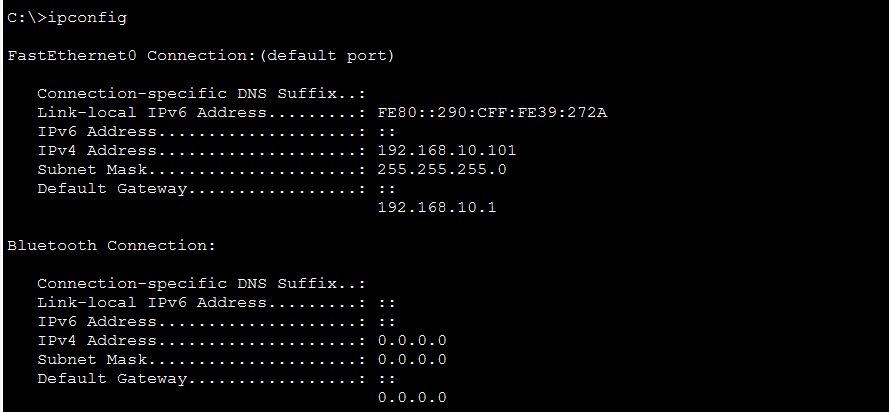 C:\>ipconfig
FastEthernet0 Connection:(default port)
Connection-specific DNS Suffix..:
Link-local IPv6 Address.........: FE80::290:CFF:FE39:272A
IPv6 Address....................: ::
IPv4 Address....................: 192.168.10.101
Subnet Mask.....................: 255.255.255.0
Default Gateway.................: ::
192.168.10.1
Bluetooth Connection:
Connection-specific DNS Suffix..:
Link-local IPv6 Address.........: ::
IPv6 Address....................: ::
IPv4 Address....................: 0.0.0.0
Subnet Mask.....................: 0.0.0.0
Default Gateway.................: ::
0.0.0.0